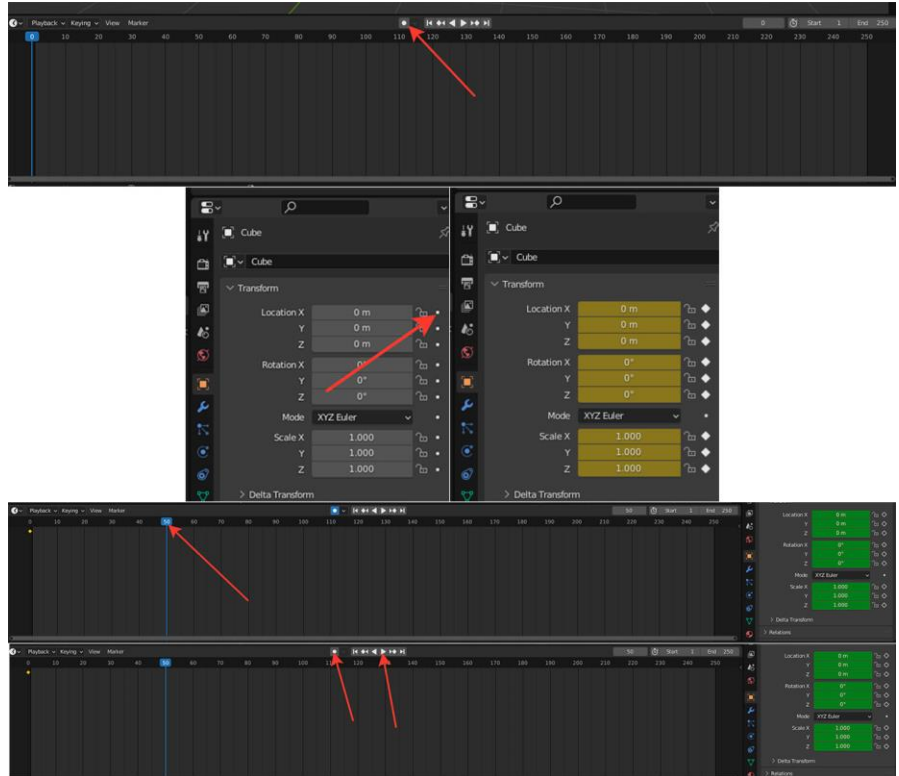 Playback Keying View Marker 0 Start 1 End 250
0 10 20 30 40 50 60 70 80 90 100 110 120 130 140 150 160 170 180 190 200 210 220 230 240 250
Cube
Cube
Transform
Location X 0 m
Y 0 m
Z 0 m
Rotation X 0°
Y 0°
Z 0°
Mode XYZ Euler
Scale X 1.000
Y 1.000
Z 1.000
Delta Transform
Cube
Cube
Transform
Location X 0 m
Y 0 m
Z 0 m
Rotation X 0°
Y 0°
Z 0°
Mode XYZ Euler
Scale X 1.000
Y 1.000
Z 1.000
Delta Transform
Playback Keying View Marker 50 Start 1 End 250
0 10 20 30 40 50 60 70 80 90 100 110 120 130 140 150 160 170 180 190 200 210 220 230 240 250
Location X 0 m
Y 0 m
Z 0 m
Rotation X 0°
Y 0°
Z 0°
Mode XYZ Euler
Scale X 1.000
Y 1.000
Z 1.000
Delta Transform
Relations
Playback Keying View Marker 50 Start 1 End 250
0 10 20 30 40 50 60 70 80 90 100 110 120 130 140 150 160 170 180 190 200 210 220 230 240 250
Location X 0 m
Y 0 m
Z 0 m
Rotation X 0°
Y 0°
Z 0°
Mode XYZ Euler
Scale X 1.000
Y 1.000
Z 1.000
Delta Transform
Relations